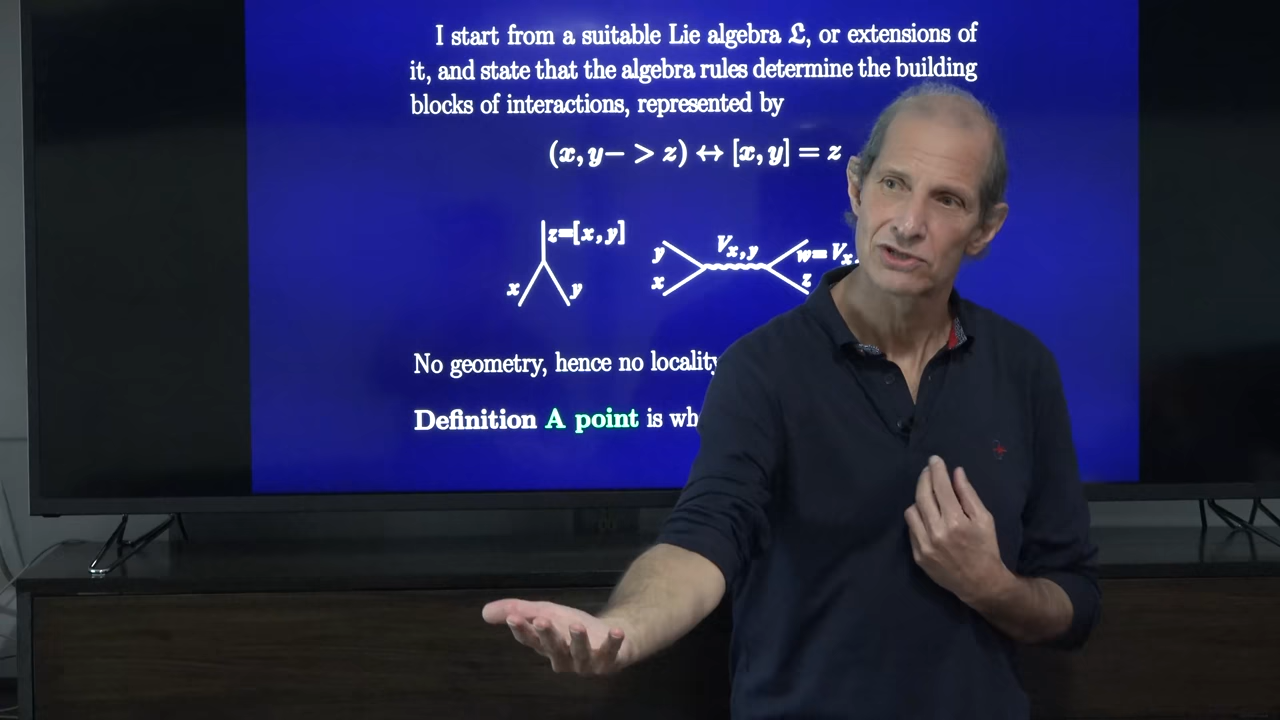 I start from a suitable Lie algebra 𝕷, or extensions of
it, and state that the algebra rules determine the building
blocks of interactions, represented by
(x, y− > z) ↔ [x, y] = z
z=[x,y]
x
y
y
x
V_{x,y}
w=V_x
z
No geometry, hence no locality
Definition A point is wh